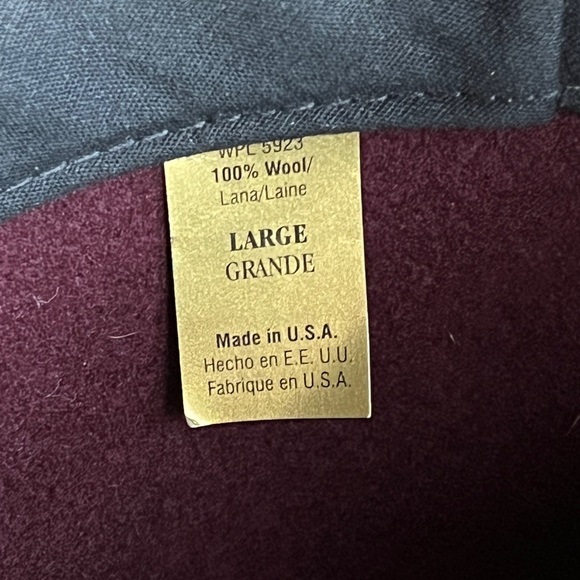 WPL 5923
100% Wool/
Lana/Laine
LARGE
GRANDE
Made in U.S.A.
Hecho en E.E. U.U.
Fabrique en U.S.A.